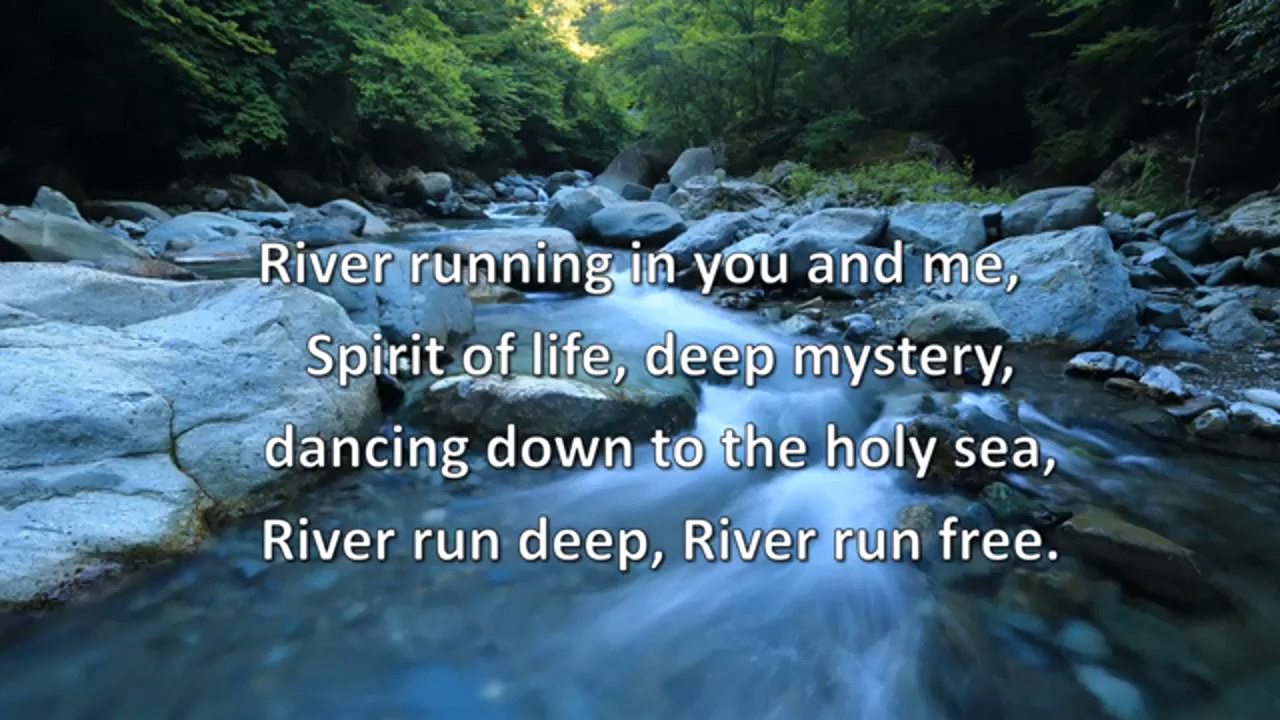 River running in you and me,
Spirit of life, deep mystery,
dancing down to the holy sea,
River run deep, River run free.